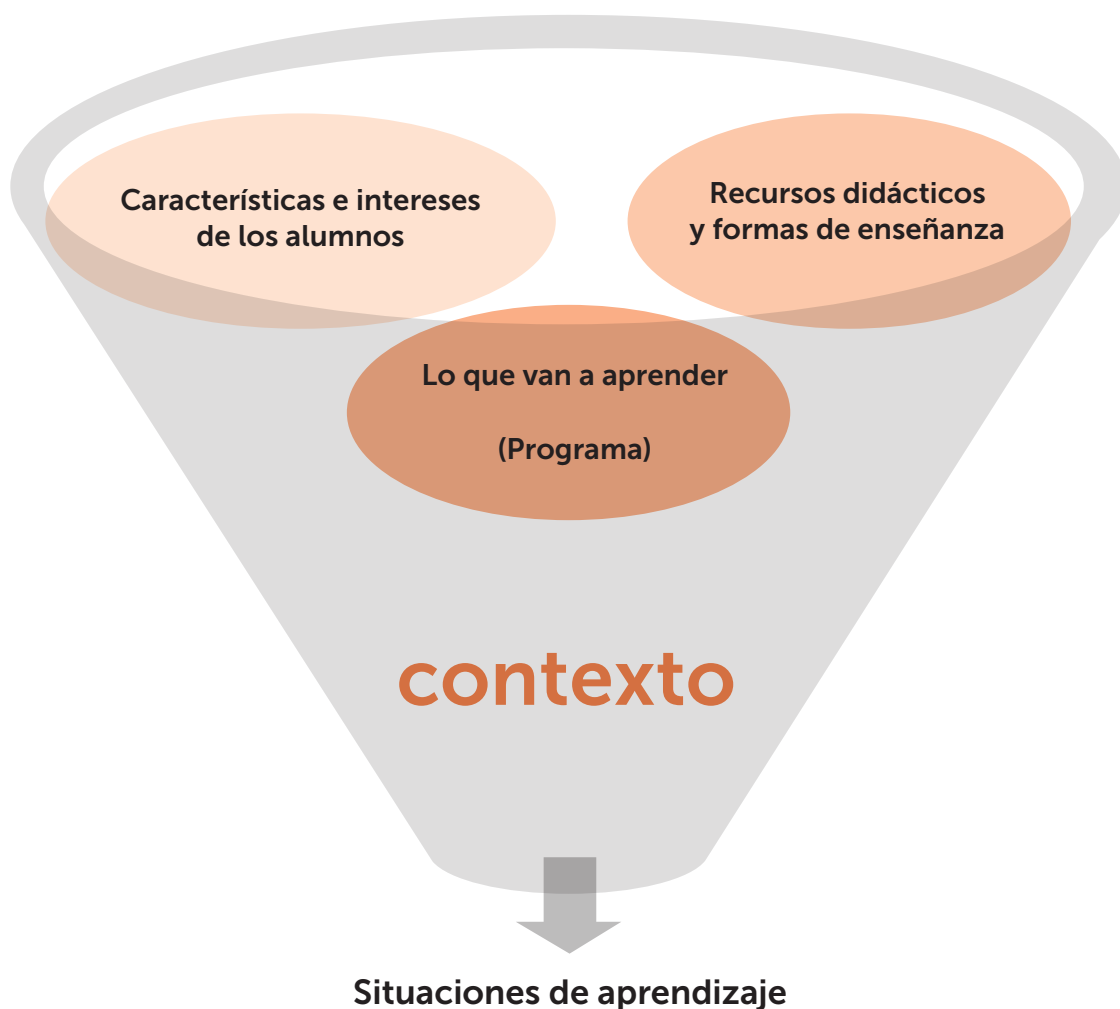 Características e intereses
de los alumnos
Recursos didácticos
y formas de enseñanza
Lo que van a aprender
(Programa)
contexto
Situaciones de aprendizaje